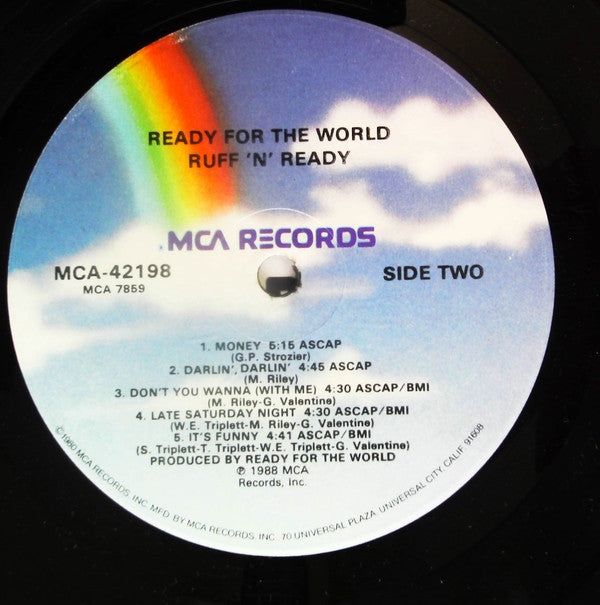 READY FOR THE WORLD
RUFF 'N' READY
MCA RECORDS
MCA-42198
MCA 7859
SIDE TWO
1. MONEY 5:15 ASCAP
(G.P. Strozier)
2. DARLIN', DARLIN' 4:45 ASCAP
(M. Riley)
3. DON'T YOU WANNA (WITH ME) 4:30 ASCAP/BMI
(M. Riley-G. Valentine)
4. LATE SATURDAY NIGHT 4:30 ASCAP/BMI
(W.E. Triplett-M. Riley-G. Valentine)
5. IT'S FUNNY 4:41 ASCAP/BMI
(S. Triplett-T. Triplett-W.E. Triplett-G. Valentine)
PRODUCED BY READY FOR THE WORLD
℗ 1988 MCA
Records, Inc.
©1980 MCA RECORDS, INC. MFD. BY MCA RECORDS, INC. 70 UNIVERSAL PLAZA, UNIVERSAL CITY, CALIF. 91608